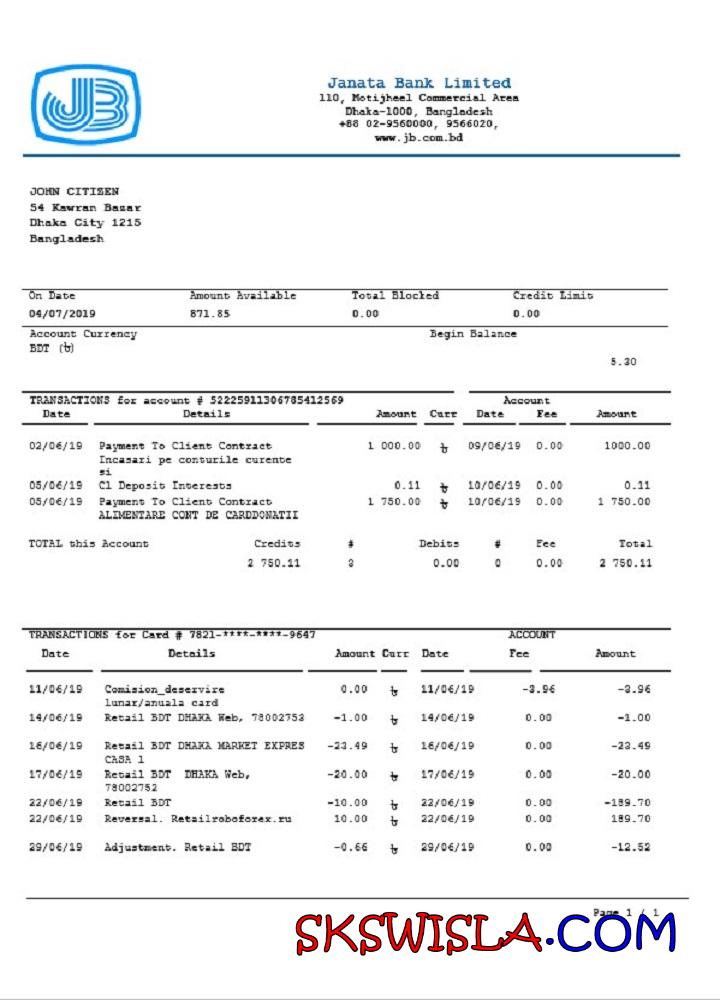 JB
Janata Bank Limited
110, Motijheel Commercial Area
Dhaka-1000, Bangladesh
+88 02-9560000, 9566020,
www.jb.com.bd
JOHN CITIZEN
54 Kawran Bazar
Dhaka City 1215
Bangladesh
On Date Amount Available Total Blocked Credit Limit
04/07/2019 871.85 0.00 0.00
Account Currency Begin Balance
BDT (৳)
5.30
TRANSACTIONS for account # 52225911306785412569 Account
Date Details Amount Curr Date Fee Amount
02/06/19 Payment To Client Contract 1 000.00 ৳ 09/06/19 0.00 1000.00
Incasari pe conturile curente
si
05/06/19 Cl Deposit Interests 0.11 ৳ 10/06/19 0.00 0.11
05/06/19 Payment To Client Contract 1 750.00 ৳ 10/06/19 0.00 1 750.00
ALIMENTARE CONT DE CARDDONATII
TOTAL this Account Credits # Debits # Fee Total
2 750.11 3 0.00 0 0.00 2 750.11
TRANSACTIONS for Card # 7821-****-****-9647 ACCOUNT
Date Details Amount Curr Date Fee Amount
11/06/19 Comision_deservire 0.00 ৳ 11/06/19 -3.96 -3.96
lunar/anuala card
14/06/19 Retail BDT DHAKA Web, 78002753 -1.00 ৳ 14/06/19 0.00 -1.00
16/06/19 Retail BDT DHAKA MARKET EXPRES -23.49 ৳ 16/06/19 0.00 -23.49
CASA 1
17/06/19 Retail BDT DHAKA Web, -20.00 ৳ 17/06/19 0.00 -20.00
78002752
22/06/19 Retail BDT -10.00 ৳ 22/06/19 0.00 -189.70
22/06/19 Reversal. Retailroboforex.ru 10.00 ৳ 22/06/19 0.00 189.70
29/06/19 Adjustment. Retail BDT -0.66 ৳ 29/06/19 0.00 -12.52
Page 1 / 1
SKSWISLA.COM